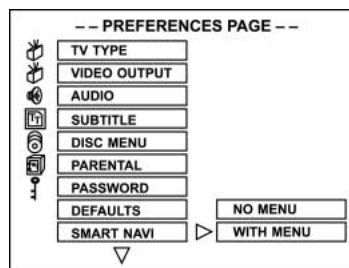 -- PREFERENCES PAGE --
TV TYPE
VIDEO OUTPUT
AUDIO
SUBTITLE
DISC MENU
PARENTAL
PASSWORD
DEFAULTS
NO MENU
SMART NAVI
WITH MENU